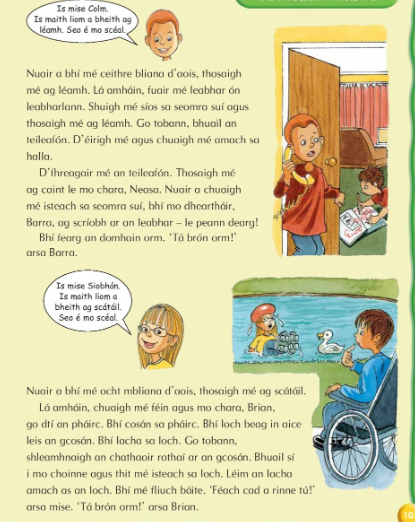 Is mise Colm.
Is maith liom a bheith ag
léamh. Seo é mo scéal.
Nuair a bhí mé ceithre bliana d'aois, thosaigh
mé ag léamh. Lá amháin, fuair mé leabhar ón
leabharlann. Shuigh mé síos sa seomra suí agus
thosaigh mé ag léamh. Go tobann, bhuail an
teileafón. D'éirigh mé agus chuaigh mé amach sa
halla.
D'fhreagair mé an teileafón. Thosaigh mé
ag caint le mo chara, Neasa. Nuair a chuaigh
mé isteach sa seomra suí, bhí mo dheartháir,
Barra, ag scríobh ar an leabhar – le peann dearg!
Bhí fearg an domhain orm. 'Tá brón orm!'
arsa Barra.
Is mise Siobhán.
Is maith liom a
bheith ag scátáil.
Seo é mo scéal.
Nuair a bhí mé ocht mbliana d'aois, thosaigh mé ag scátáil.
Lá amháin, chuaigh mé féin agus mo chara, Brian,
go dtí an pháirc. Bhí cosán sa pháirc. Bhí loch beag in aice
leis an gcosán. Bhí lacha sa loch. Go tobann,
shleamhnaigh an chathaoir rothaí ar an gcosán. Bhuail sí
i mo choinne agus thit mé isteach sa loch. Léim an lacha
amach as an loch. Bhí mé fliuch báite. 'Féach cad a rinne tú!'
arsa mise. 'Tá brón orm!' arsa Brian.